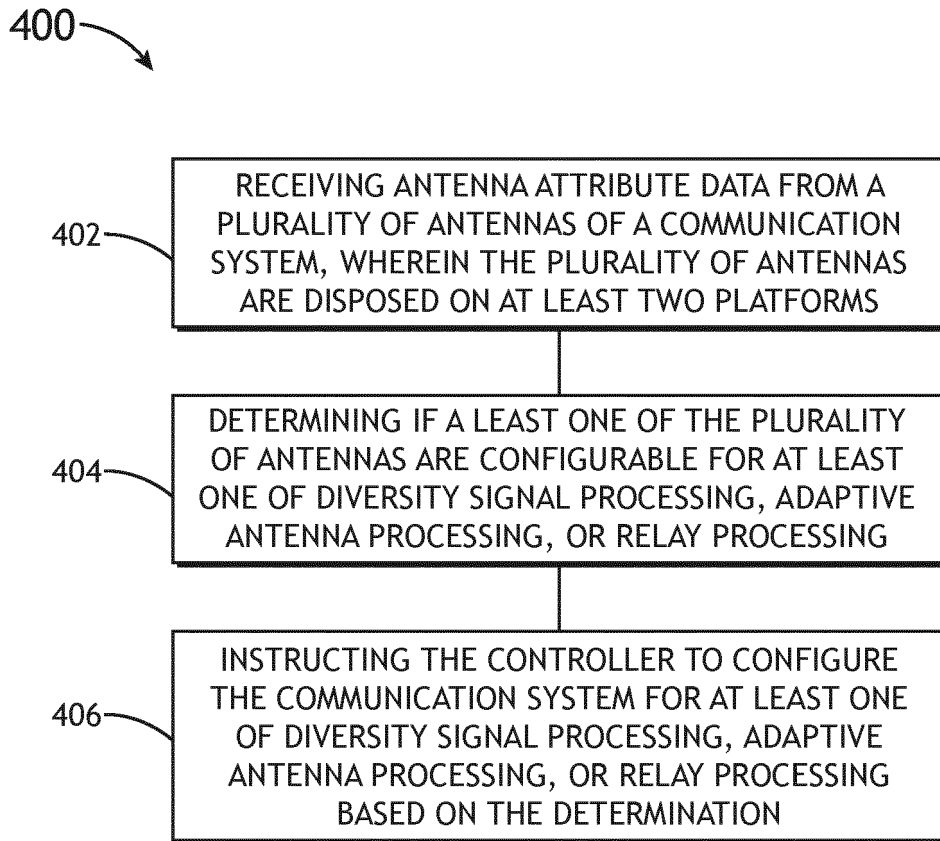 400
402
RECEIVING ANTENNA ATTRIBUTE DATA FROM A
PLURALITY OF ANTENNAS OF A COMMUNICATION
SYSTEM, WHEREIN THE PLURALITY OF ANTENNAS
ARE DISPOSED ON AT LEAST TWO PLATFORMS
404
DETERMINING IF A LEAST ONE OF THE PLURALITY
OF ANTENNAS ARE CONFIGURABLE FOR AT LEAST
ONE OF DIVERSITY SIGNAL PROCESSING, ADAPTIVE
ANTENNA PROCESSING, OR RELAY PROCESSING
406
INSTRUCTING THE CONTROLLER TO CONFIGURE
THE COMMUNICATION SYSTEM FOR AT LEAST ONE
OF DIVERSITY SIGNAL PROCESSING, ADAPTIVE
ANTENNA PROCESSING, OR RELAY PROCESSING
BASED ON THE DETERMINATION